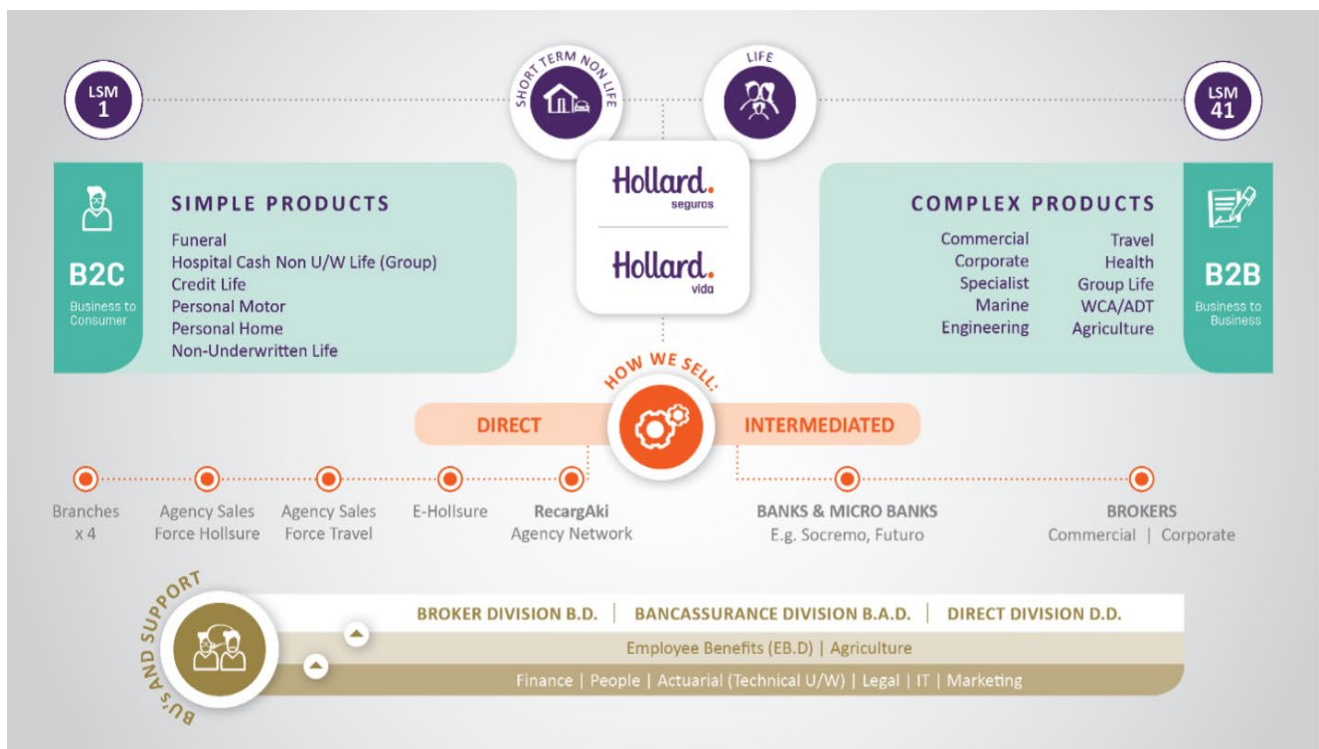 SHORT TERM NON LIFE
LIFE
LSM
1
LSM
41
Hollard.
seguros
Hollard.
vida
B2C
Business to
Consumer
SIMPLE PRODUCTS
Funeral
Hospital Cash Non U/W Life (Group)
Credit Life
Personal Motor
Personal Home
Non-Underwritten Life
COMPLEX PRODUCTS
Commercial
Corporate
Specialist
Marine
Engineering
Travel
Health
Group Life
WCA/ADT
Agriculture
B2B
Business to
Business
HOW WE SELL:
DIRECT
INTERMEDIATED
Branches
x 4
Agency Sales
Force Hollsure
Agency Sales
Force Travel
E-Hollsure
RecargAki
Agency Network
BANKS & MICRO BANKS
E.g. Socremo, Futuro
BROKERS
Commercial | Corporate
BU's AND SUPPORT
BROKER DIVISION B.D. | BANCASSURANCE DIVISION B.A.D. | DIRECT DIVISION D.D.
Employee Benefits (EB.D) | Agriculture
Finance | People | Actuarial (Technical U/W) | Legal | IT | Marketing